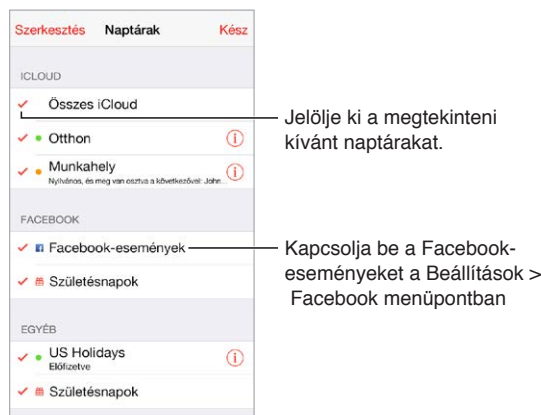 Szerkesztés Naptárak Kész
ICLOUD
Összes iCloud
Jelölje ki a megtekinteni
kívánt naptárakat.
Otthon
Munkahely
Nyilvános, és meg van osztva a következővel: John...
FACEBOOK
Facebook-események
Kapcsolja be a Facebook-
eseményeket a Beállítások >
Facebook menüpontban
Születésnapok
EGYÉB
US Holidays
Előfizetve
Születésnapok